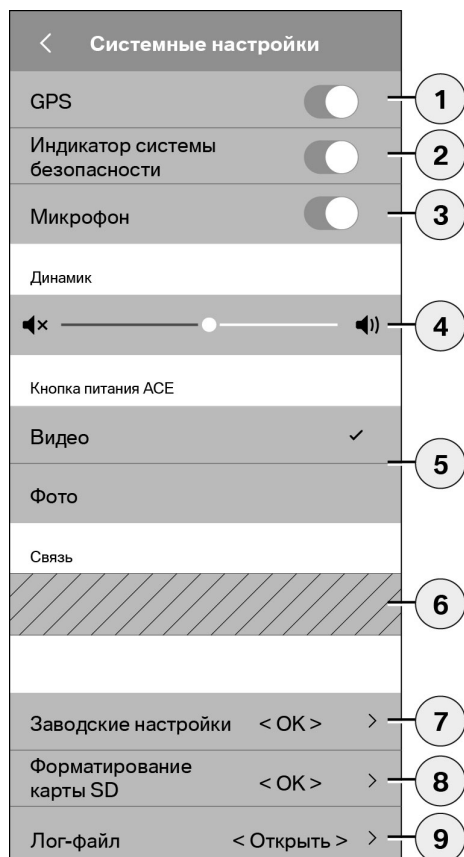 Системные настройки
GPS
1
Индикатор системы
безопасности
2
Микрофон
3
Динамик
4
Кнопка питания ACE
Видео
5
Фото
Связь
6
Заводские настройки < OK >
7
Форматирование
карты SD < OK >
8
Лог-файл < Открыть >
9